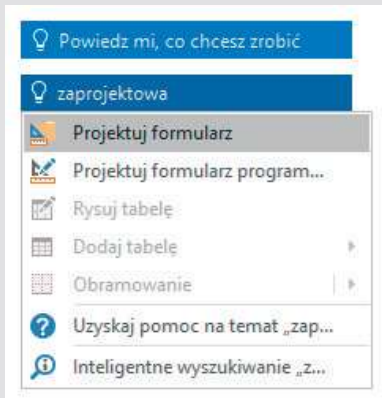 Powiedz mi, co chcesz zrobić
zaprojektowa
Projektuj formularz
Projektuj formularz program...
Rysuj tabelę
Dodaj tabelę
Obramowanie
Uzyskaj pomoc na temat „zap...
Inteligentne wyszukiwanie „z...